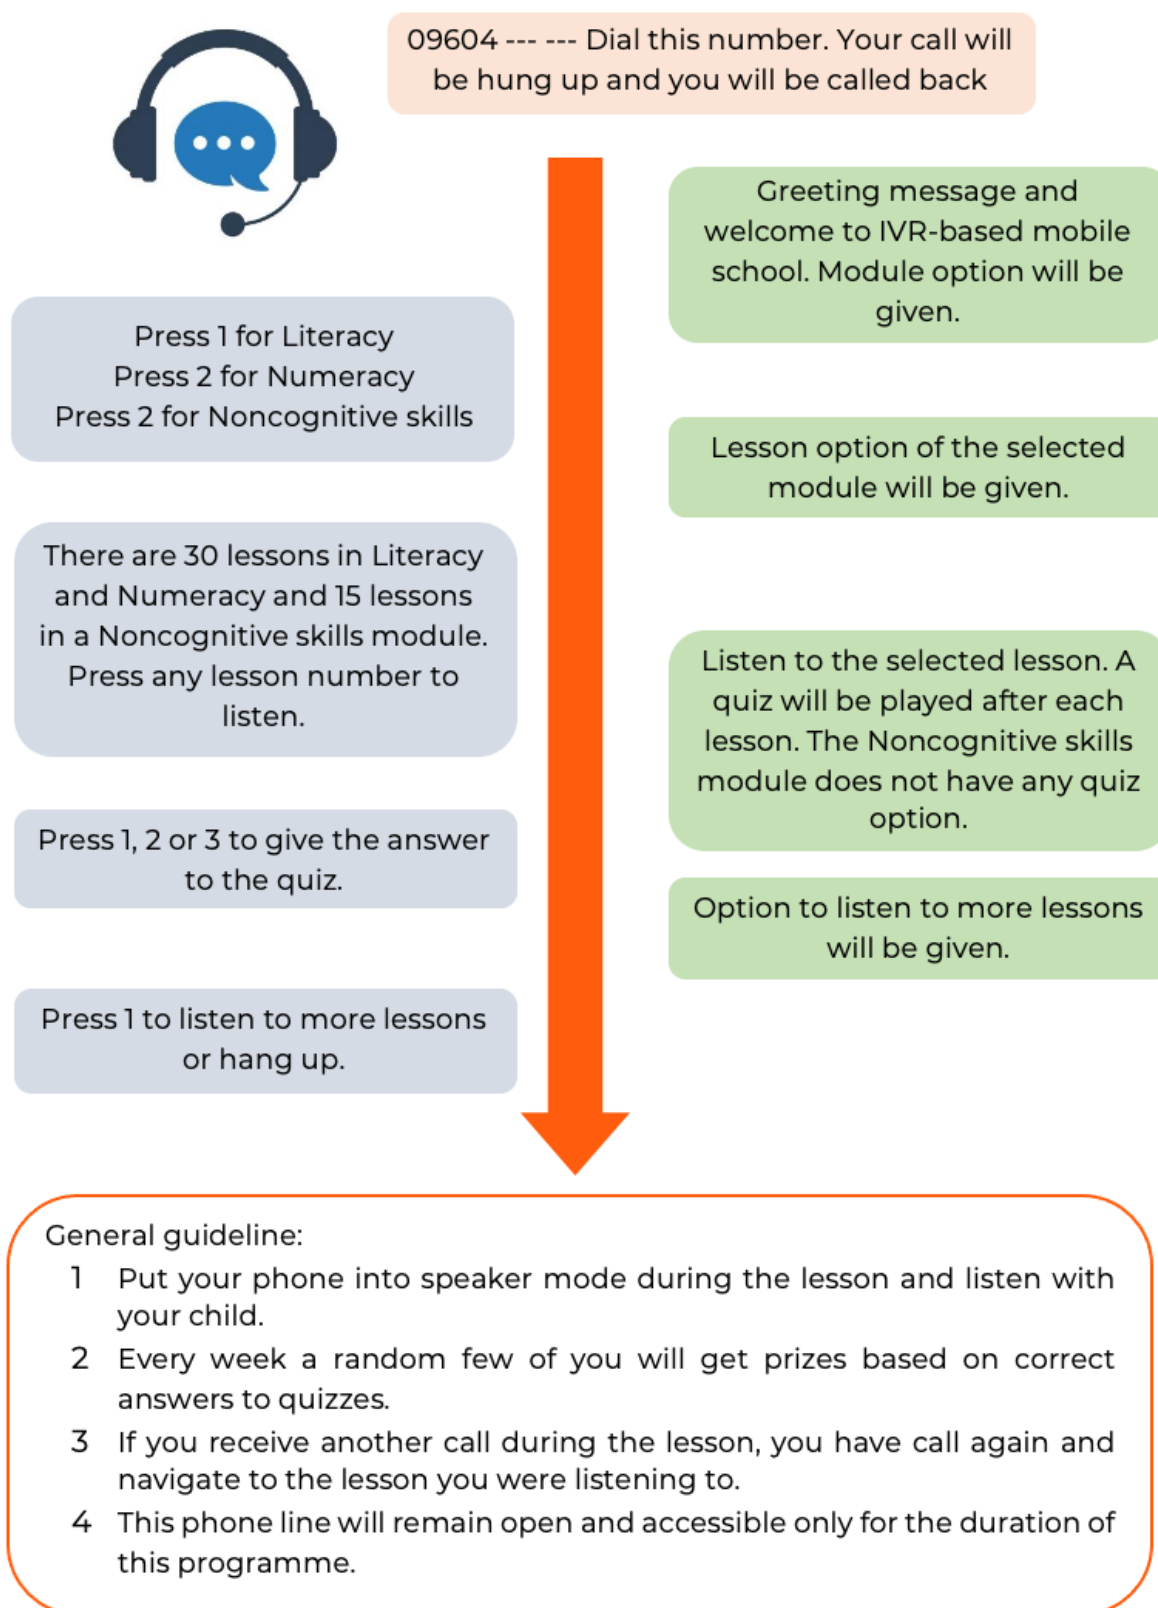 09604 --- --- Dial this number. Your call will
be hung up and you will be called back
Greeting message and
welcome to IVR-based mobile
school. Module option will be
given.
Press 1 for Literacy
Press 2 for Numeracy
Press 2 for Noncognitive skills
Lesson option of the selected
module will be given.
There are 30 lessons in Literacy
and Numeracy and 15 lessons
in a Noncognitive skills module.
Press any lesson number to
listen.
Listen to the selected lesson. A
quiz will be played after each
lesson. The Noncognitive skills
module does not have any quiz
option.
Press 1, 2 or 3 to give the answer
to the quiz.
Option to listen to more lessons
will be given.
Press 1 to listen to more lessons
or hang up.
General guideline:
1 Put your phone into speaker mode during the lesson and listen with
your child.
2 Every week a random few of you will get prizes based on correct
answers to quizzes.
3 If you receive another call during the lesson, you have call again and
navigate to the lesson you were listening to.
4 This phone line will remain open and accessible only for the duration of
this programme.